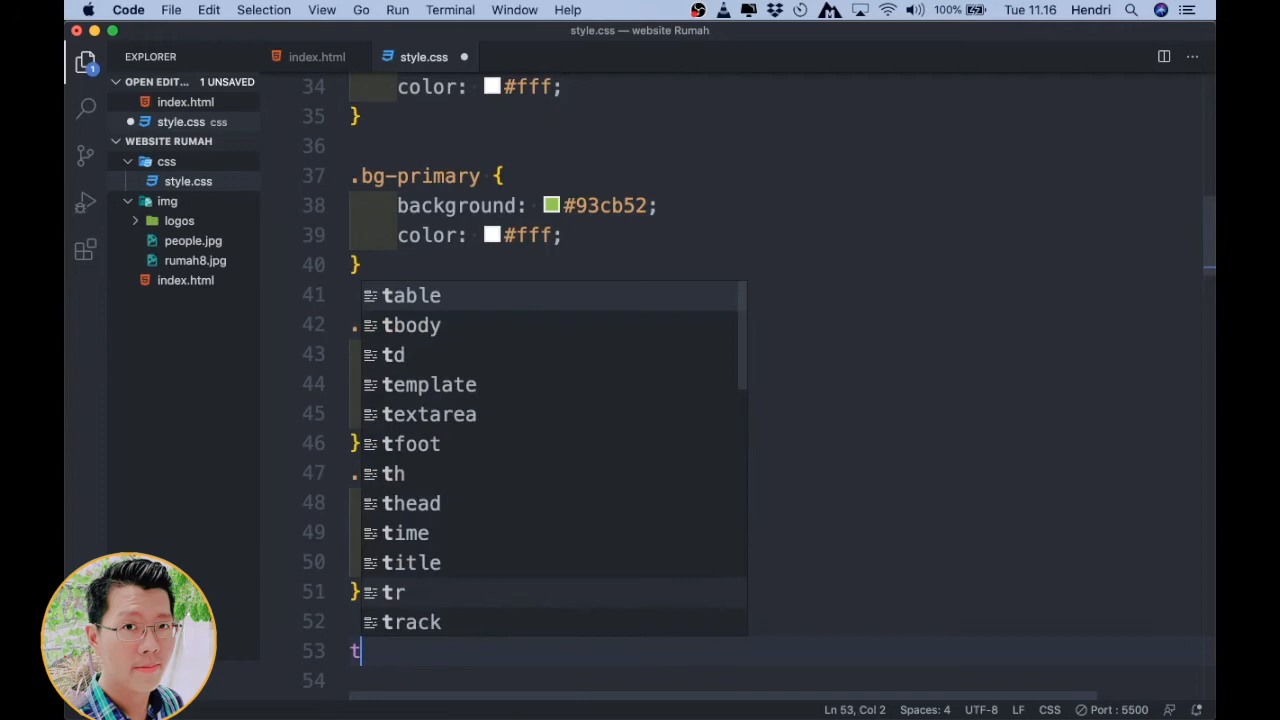 Code File Edit Selection View Go Run Terminal Window Help 100% Tue 11.16 Hendri
style.css — website Rumah
EXPLORER
index.html
style.css
OPEN EDIT... 1 UNSAVED
index.html
style.css css
WEBSITE RUMAH
css
style.css
img
logos
people.jpg
rumah8.jpg
index.html
34 color: #fff;
35 }
36
37 .bg-primary {
38 background: #93cb52;
39 color: #fff;
40 }
41
42 .
43
44
45
46 }
47 .
48
49
50
51 }
52
53 t
54
table
tbody
td
template
textarea
tfoot
th
thead
time
title
tr
track
1
Ln 53, Col 2 Spaces: 4 UTF-8 LF CSS Port : 5500